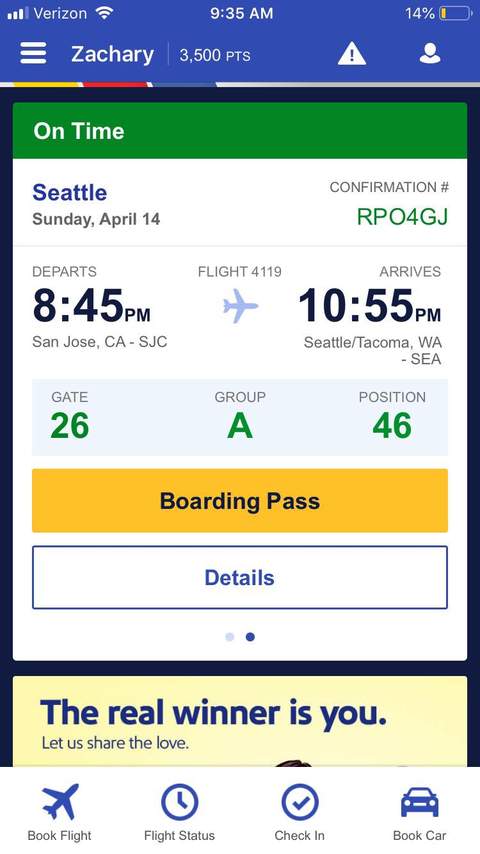 Verizon 9:35 AM 14%
Zachary 3,500 PTS
On Time
Seattle
CONFIRMATION #
Sunday, April 14
RPO4GJ
DEPARTS FLIGHT 4119 ARRIVES
8:45PM 10:55PM
San Jose, CA - SJC
Seattle/Tacoma, WA
- SEA
GATE GROUP POSITION
26 A 46
Boarding Pass
Details
The real winner is you.
Let us share the love.
Book Flight Flight Status Check In Book Car